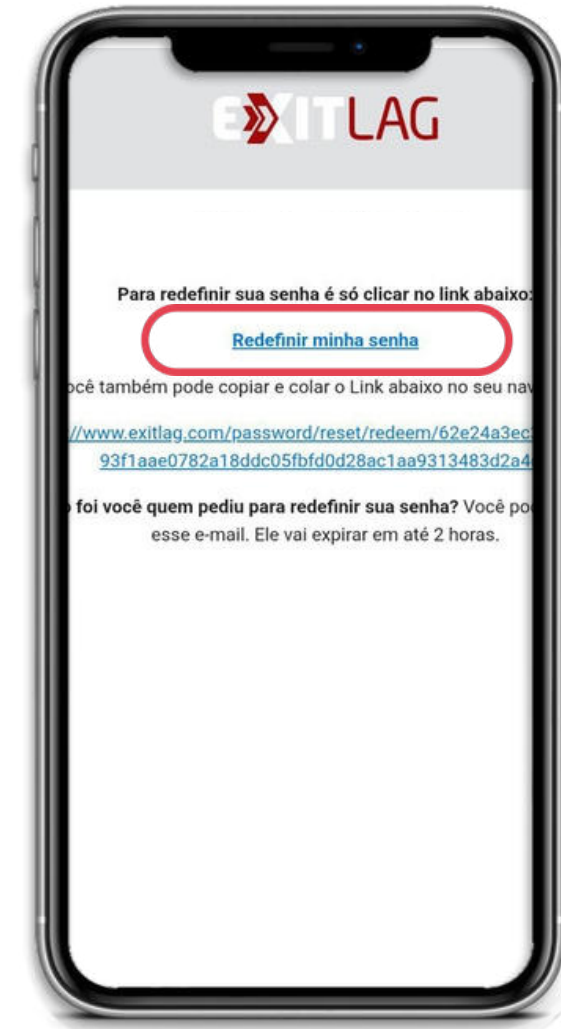 EXITLAG
Para redefinir sua senha é só clicar no link abaixo:
Redefinir minha senha
ocê também pode copiar e colar o Link abaixo no seu nav
//www.exitlag.com/password/reset/redeem/62e24a3ec
93f1aae0782a18ddc05fbfd0d28ac1aa9313483d2a4
foi você quem pediu para redefinir sua senha? Você po
esse e-mail. Ele vai expirar em até 2 horas.